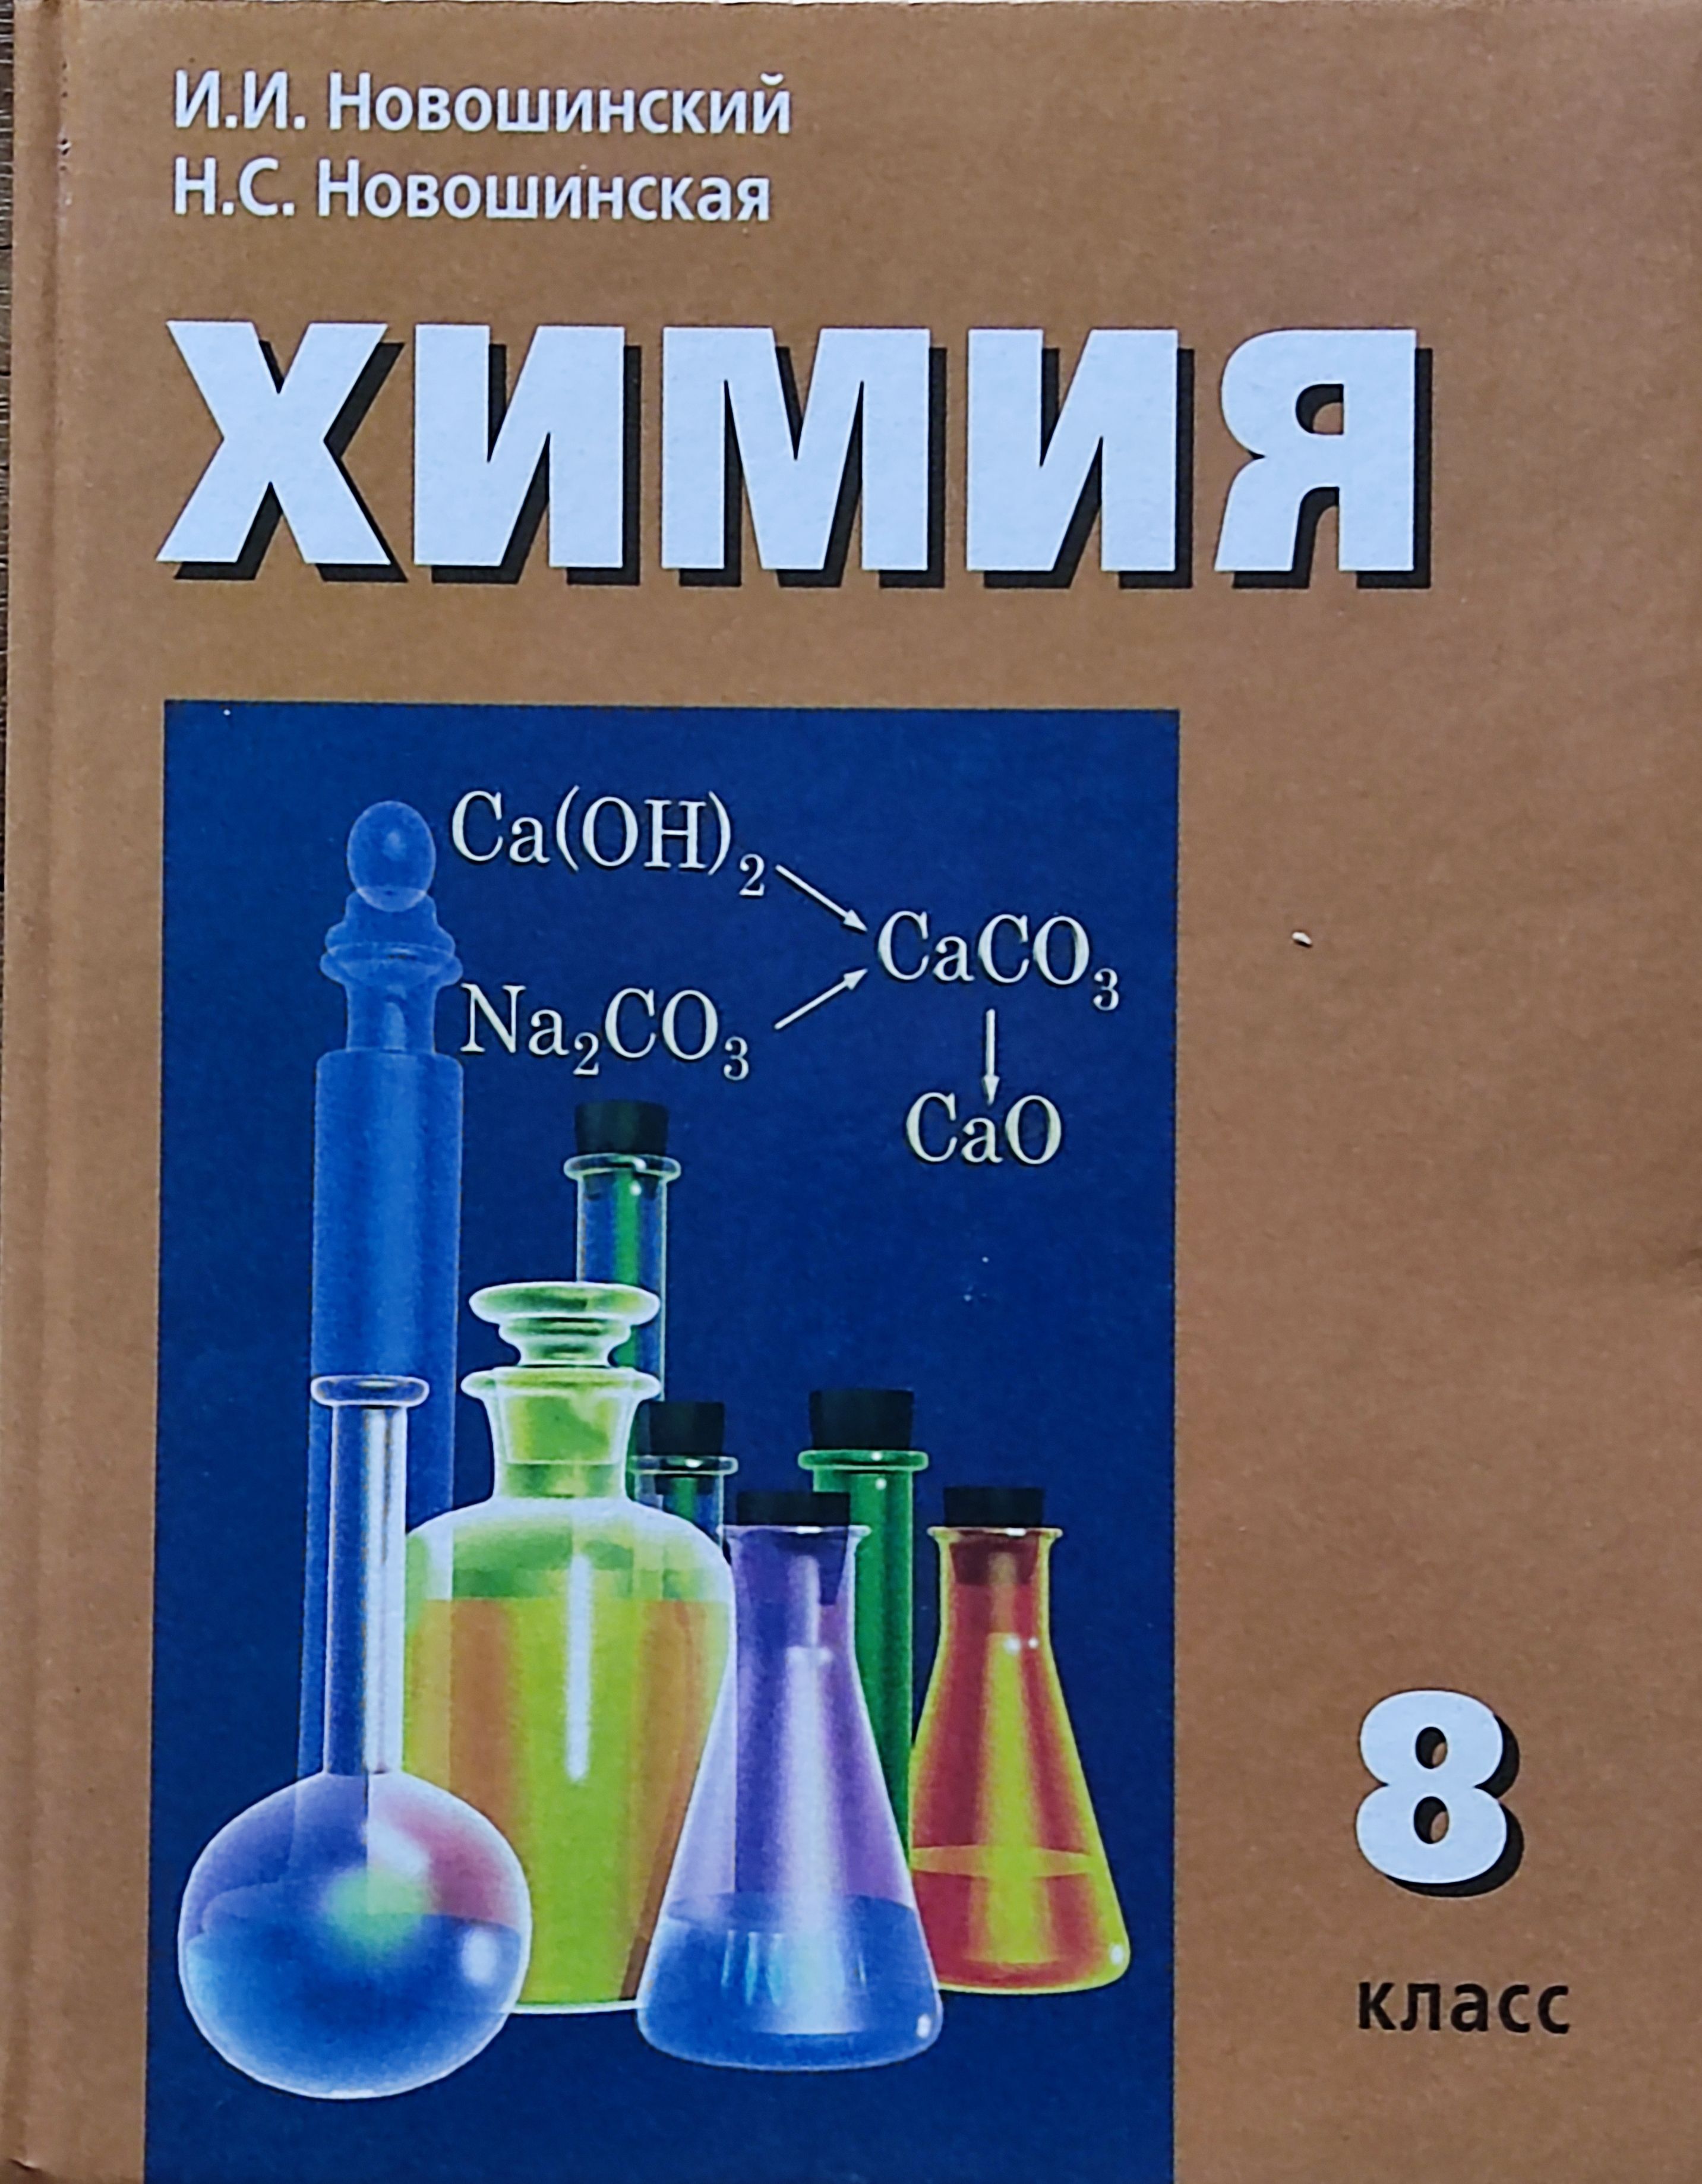 И.И. Новошинский
Н.С. Новошинская
ХИМИЯ
Ca(OH)₂
CaCO₃
Na₂CO₃
CaO
8
класс